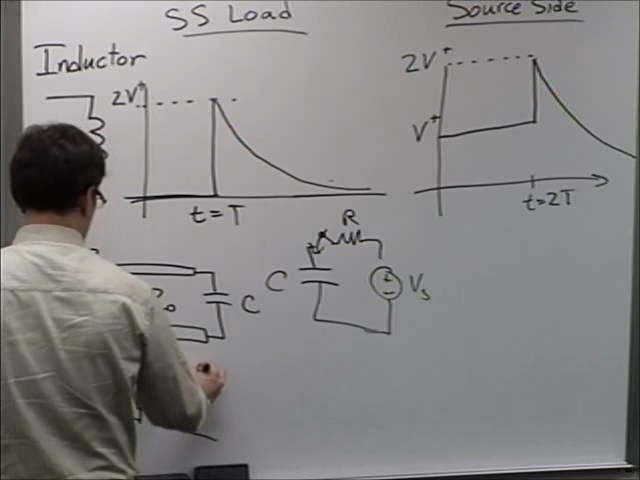 SS Load
Source Side
Inductor
2V⁺
2V⁺
V⁺
t=T
t=2T
R
C
C
+
-
Vs